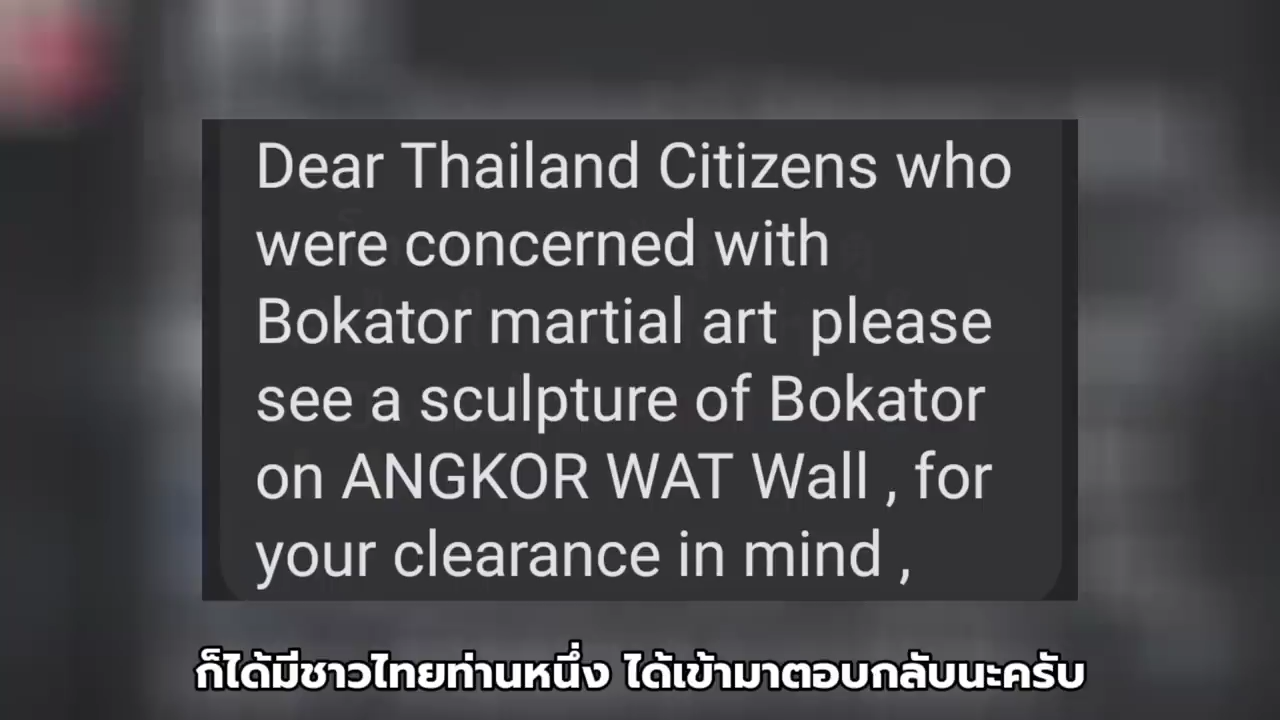 Dear Thailand Citizens who
were concerned with
Bokator martial art  please
see a sculpture of Bokator
on ANGKOR WAT Wall , for
your clearance in mind ,
ก็ได้มีชาวไทยท่านหนึ่ง ได้เข้ามาตอบกลับนะครับ